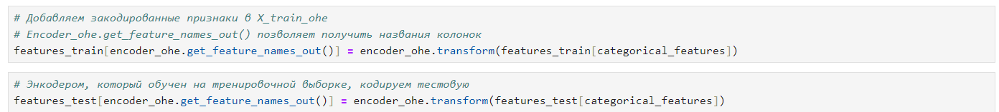 # Добавляем закодированные признаки в X_train_ohe
# Encoder_ohe.get_feature_names_out() позволяет получить названия колонок
features_train[encoder_ohe.get_feature_names_out()] = encoder_ohe.transform(features_train[categorical_features])
# Энкодером, который обучен на тренировочной выборке, кодируем тестовую
features_test[encoder_ohe.get_feature_names_out()] = encoder_ohe.transform(features_test[categorical_features])